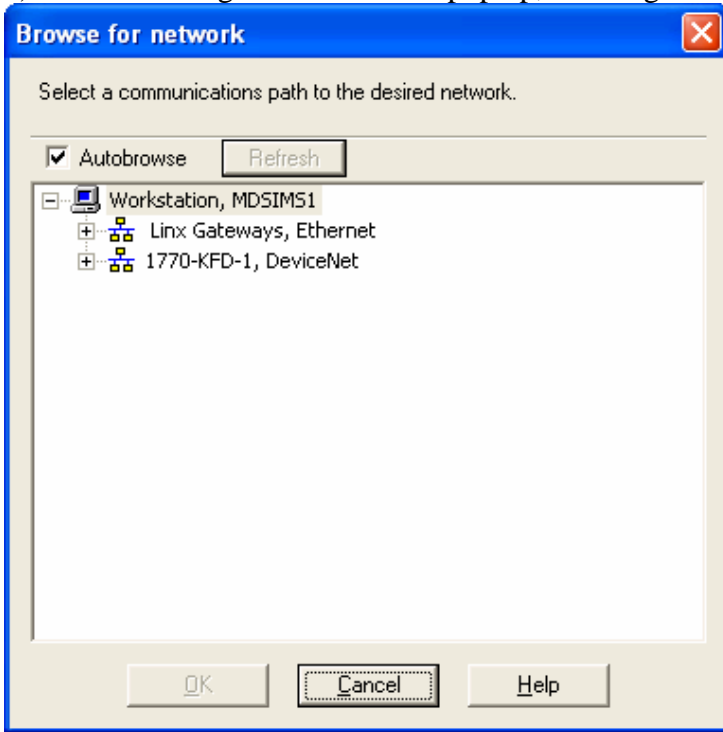 Browse for network
Select a communications path to the desired network.
Autobrowse Refresh
Workstation, MDSIMS1
Linx Gateways, Ethernet
1770-KFD-1, DeviceNet
OK Cancel Help